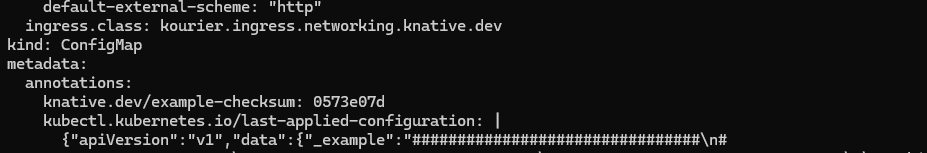 default-external-scheme: "http"
ingress.class: kourier.ingress.networking.knative.dev
kind: ConfigMap
metadata:
annotations:
knative.dev/example-checksum: 0573e07d
kubectl.kubernetes.io/last-applied-configuration: |
{"apiVersion":"v1","data":{"_example":"################################\n#